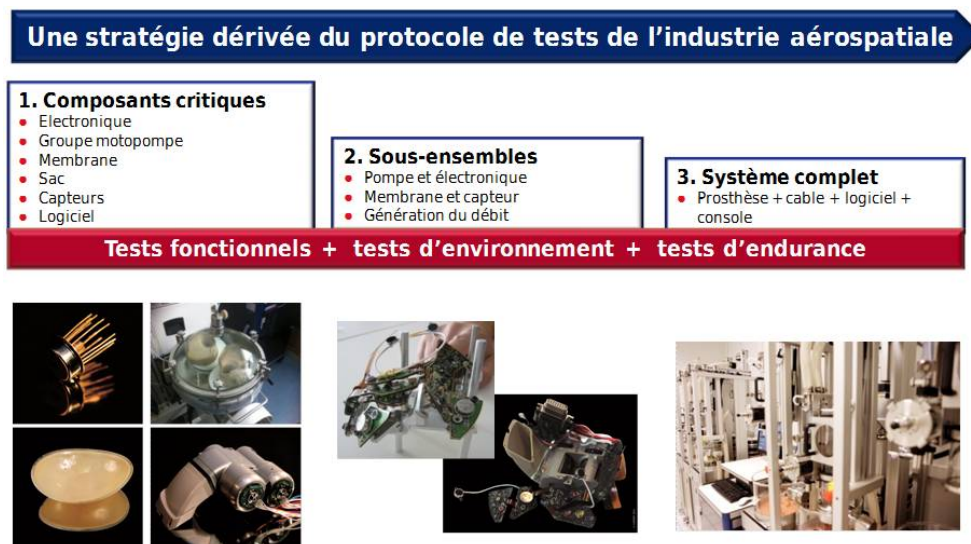 Une stratégie dérivée du protocole de tests de l'industrie aérospatiale
1. Composants critiques
• Electronique
• Groupe motopompe
• Membrane
• Sac
• Capteurs
• Logiciel
2. Sous-ensembles
• Pompe et électronique
• Membrane et capteur
• Génération du débit
3. Système complet
• Prosthèse + cable + logiciel +
console
Tests fonctionnels + tests d'environnement + tests d'endurance